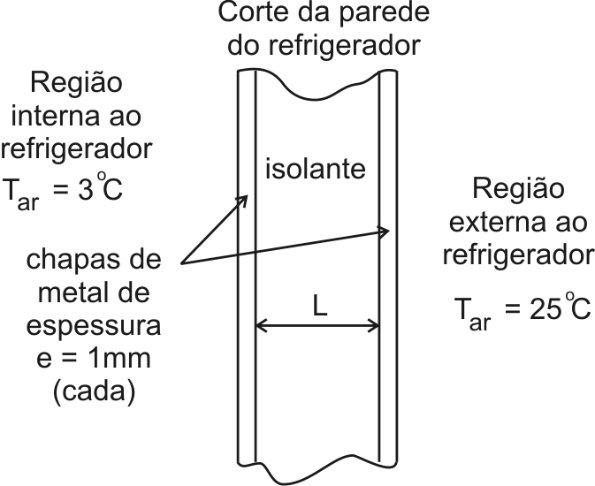 Corte da parede
do refrigerador
Região
interna ao
refrigerador
T_ar = 3°C
isolante
Região
externa ao
refrigerador
T_ar = 25°C
chapas de
metal de
espessura
e = 1mm
(cada)
L